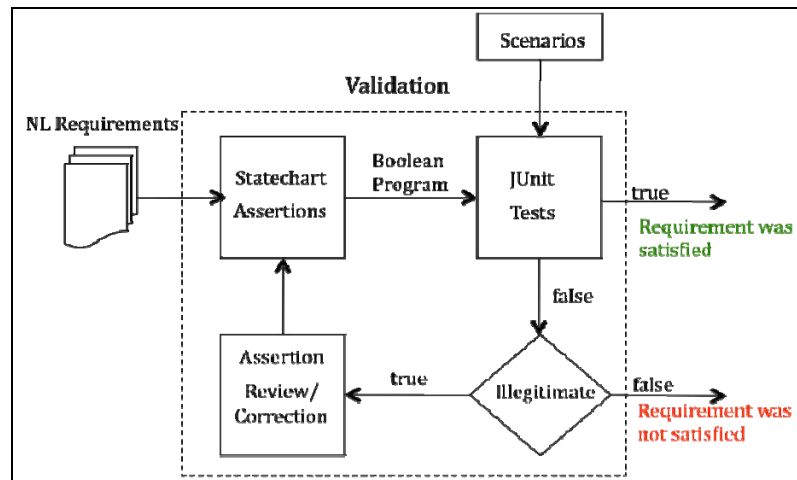 Scenarios
Validation
NL Requirements
Statechart
Assertions
Boolean
Program
JUnit
Tests
true
Requirement was
satisfied
false
Assertion
Review/
Correction
true
Illegitimate
false
Requirement was
not satisfied